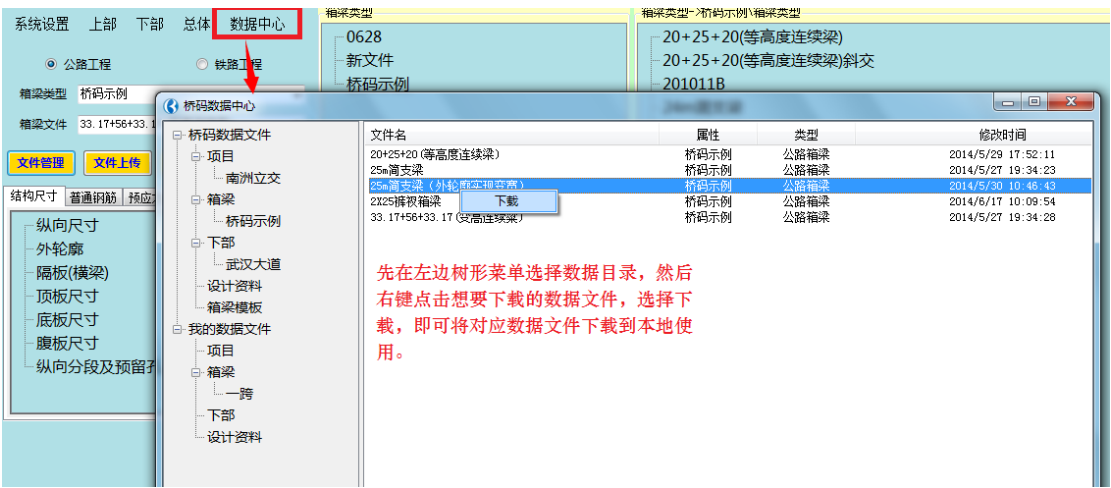 系统设置 上部 下部 总体 数据中心
公路工程 铁路工程
箱梁类型 桥码示例
箱梁文件 33.17+56+33.1
文件管理 文件上传
结构尺寸 普通钢筋 预应
纵向尺寸
外轮廓
隔板(横梁)
顶板尺寸
底板尺寸
腹板尺寸
纵向分段及预留孔
箱梁类型
0628
新文件
桥码示例
箱梁类型->桥码示例\箱梁类型
20+25+20(等高度连续梁)
20+25+20(等高度连续梁)斜交
201011B
桥码数据中心
桥码数据文件
项目
南洲立交
箱梁
桥码示例
下部
武汉大道
设计资料
箱梁模板
我的数据文件
项目
箱梁
一跨
下部
设计资料
文件名 属性 类型 修改时间
20+25+20(等高度连续梁) 桥码示例 公路箱梁 2014/5/29 17:52:11
25m简支梁 桥码示例 公路箱梁 2014/5/27 19:34:23
25m简支梁(外轮廓实现变宽) 桥码示例 公路箱梁 2014/5/30 10:46:43
2X25裤衩箱梁 桥码示例 公路箱梁 2014/6/17 10:09:54
33.17+56+33.17(变高连续梁) 桥码示例 公路箱梁 2014/5/27 19:34:28
下载
先在左边树形菜单选择数据目录，然后
右键点击想要下载的数据文件，选择下
载，即可将对应数据文件下载到本地使
用。